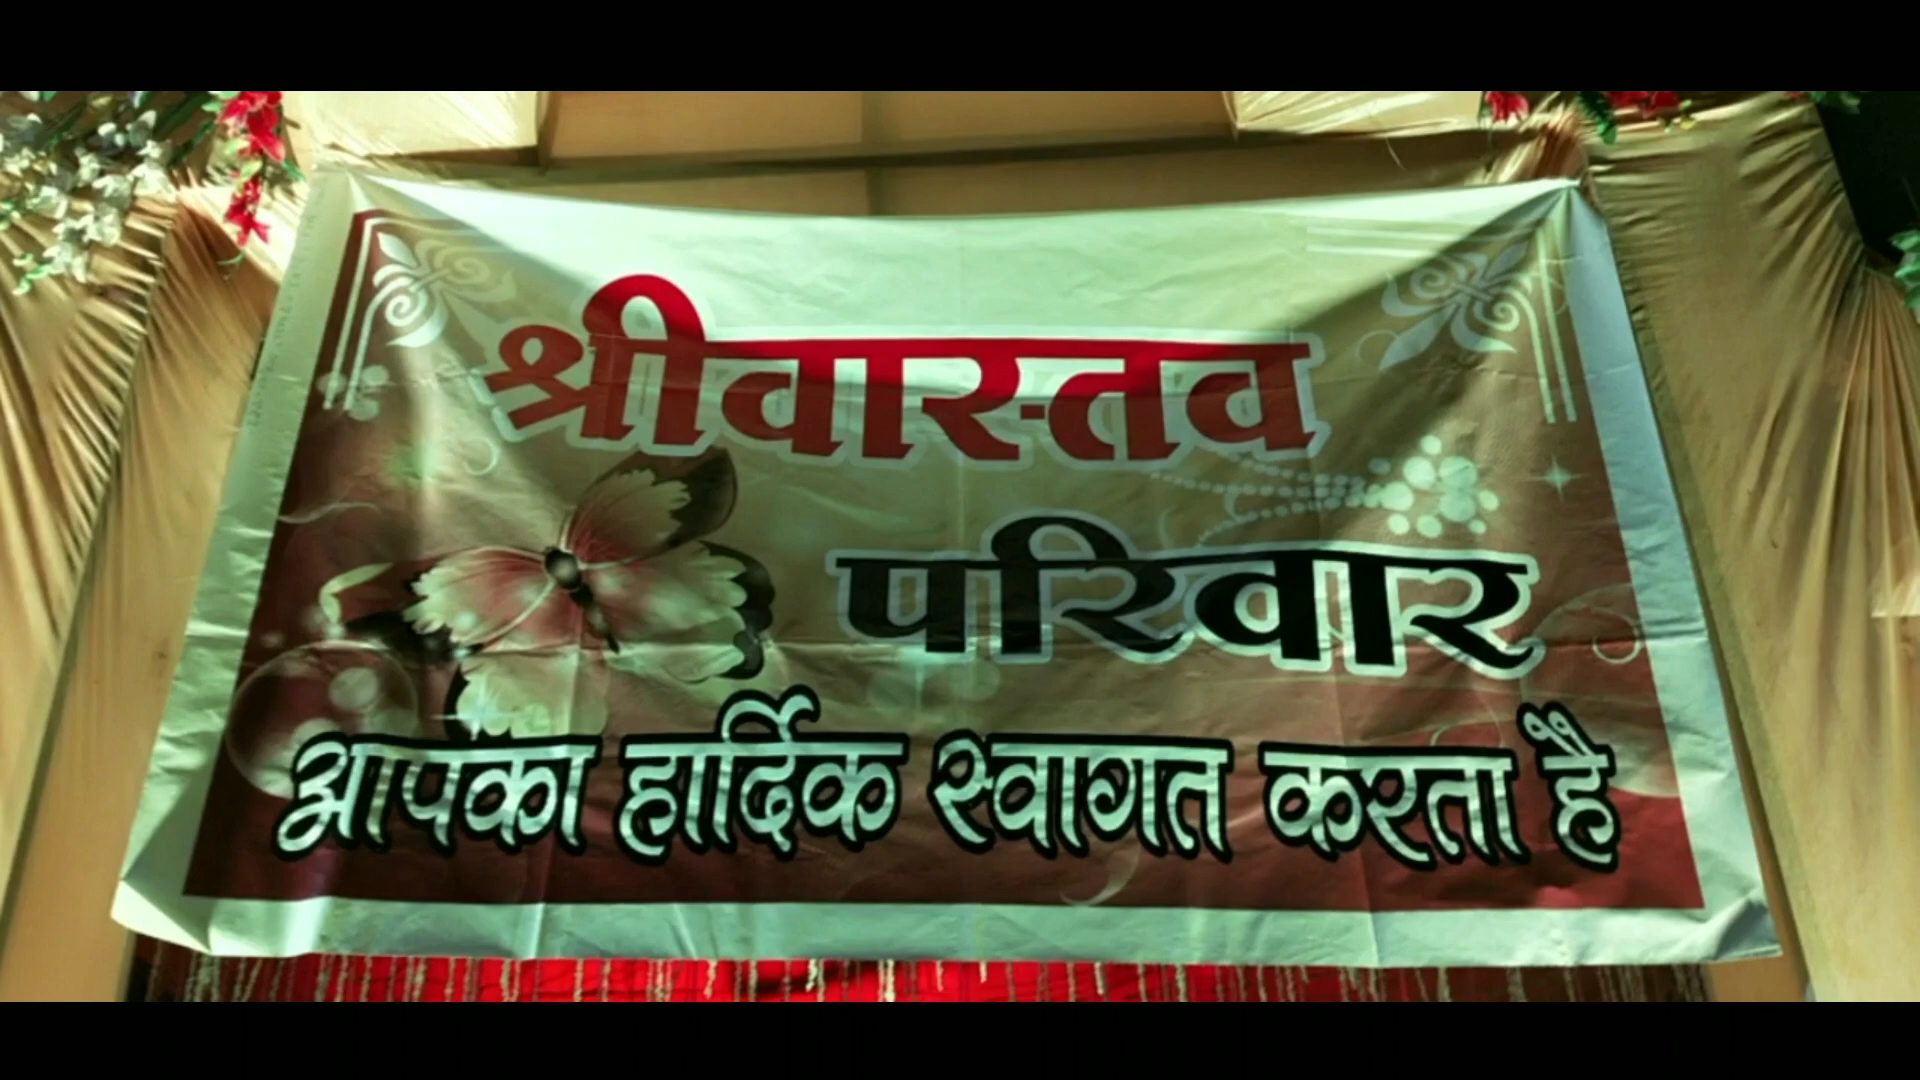 श्रीवास्तव
परिवार
आपका हार्दिक स्वागत करता है